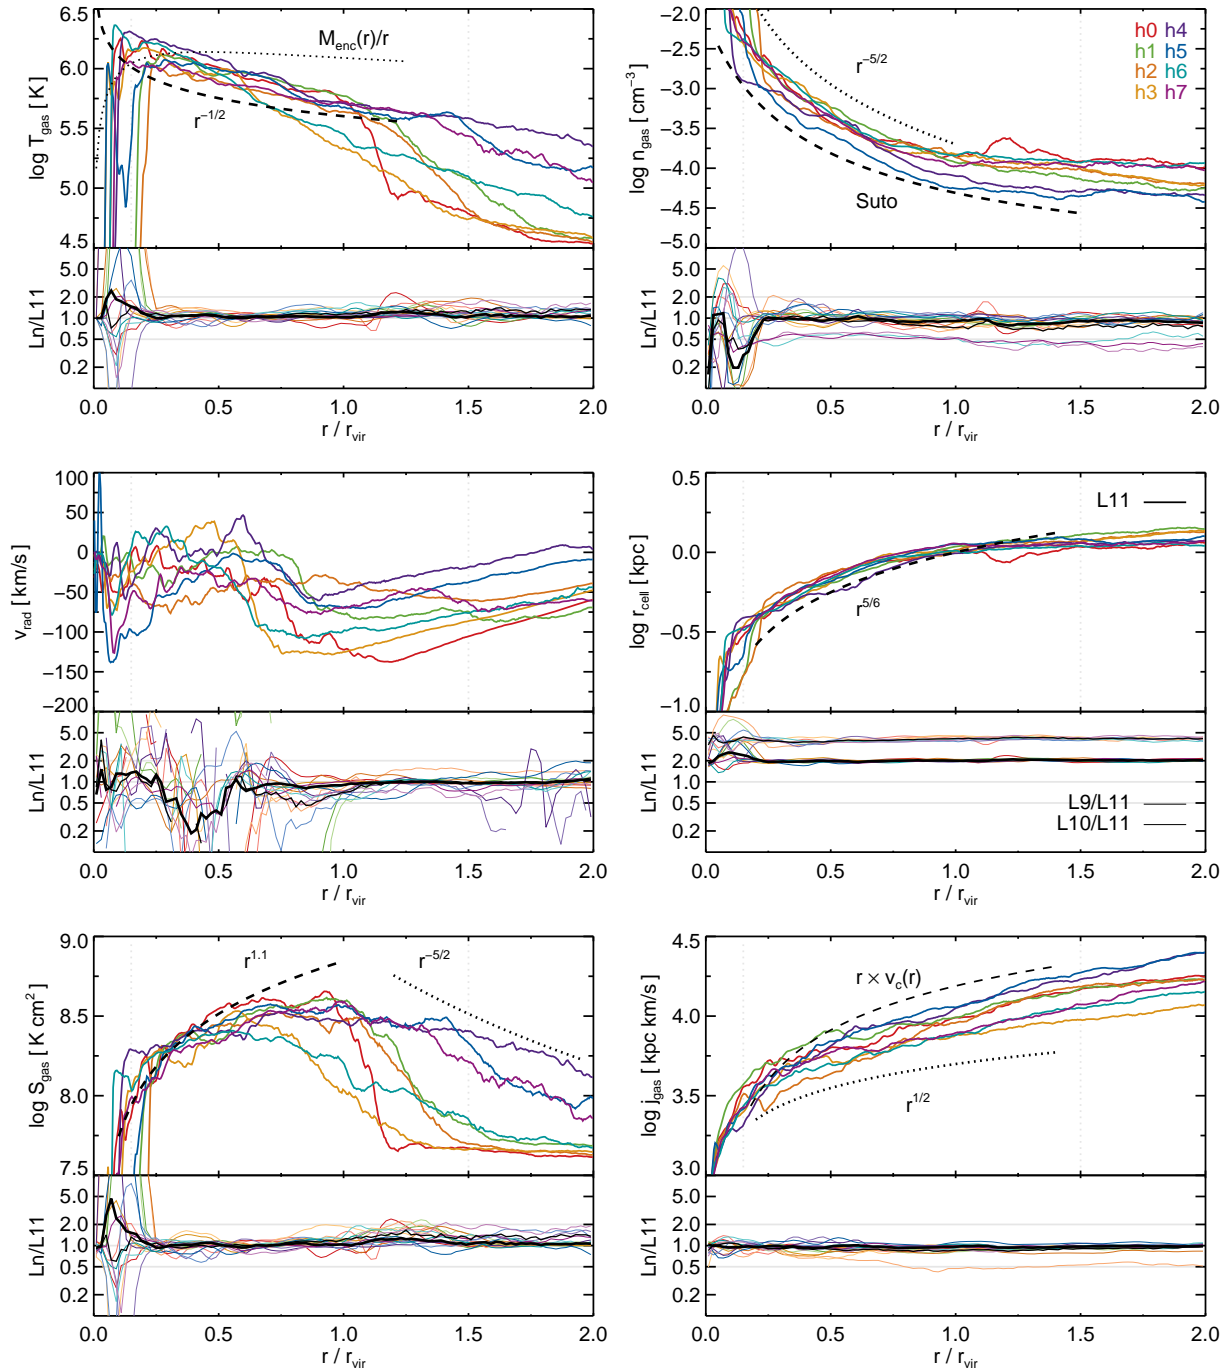 log T_gas [ K ]
6.5
6.0
5.5
5.0
4.5
M_enc(r)/r
r^−1/2
Ln/L11
5.0
2.0
1.0
0.5
0.2
0.0 0.5 1.0 1.5 2.0
r / r_vir
log n_gas [ cm^−3 ]
−2.0
−2.5
−3.0
−3.5
−4.0
−4.5
−5.0
r^−5/2
Suto
h0 h4
h1 h5
h2 h6
h3 h7
Ln/L11
5.0
2.0
1.0
0.5
0.2
0.0 0.5 1.0 1.5 2.0
r / r_vir
v_rad [ km/s ]
100
50
0
−50
−100
−150
−200
Ln/L11
5.0
2.0
1.0
0.5
0.2
0.0 0.5 1.0 1.5 2.0
r / r_vir
log r_cell [ kpc ]
0.5
0.0
−0.5
−1.0
L11
r^5/6
Ln/L11
5.0
2.0
1.0
0.5
0.2
L9/L11
L10/L11
0.0 0.5 1.0 1.5 2.0
r / r_vir
log S_gas [ K cm^2 ]
9.0
8.5
8.0
7.5
r^1.1
r^−5/2
Ln/L11
5.0
2.0
1.0
0.5
0.2
0.0 0.5 1.0 1.5 2.0
r / r_vir
log j_gas [ kpc km/s ]
4.5
4.0
3.5
3.0
r × v_c(r)
r^1/2
Ln/L11
5.0
2.0
1.0
0.5
0.2
0.0 0.5 1.0 1.5 2.0
r / r_vir